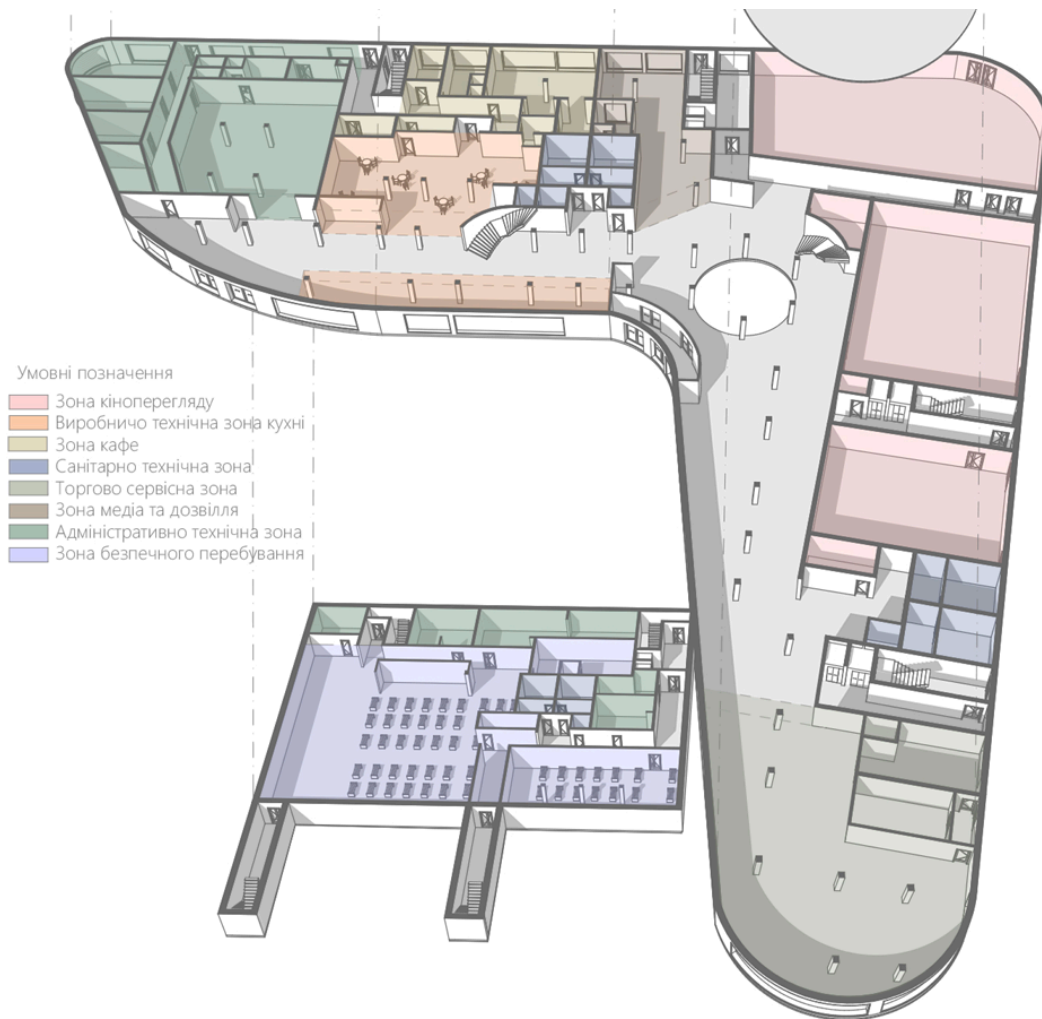 Умовні позначення
Зона кіноперегляду
Виробничо технічна зона кухні
Зона кафе
Санітарно технічна зона
Торгово сервісна зона
Зона медіа та дозвілля
Адміністративно технічна зона
Зона безпечного перебування